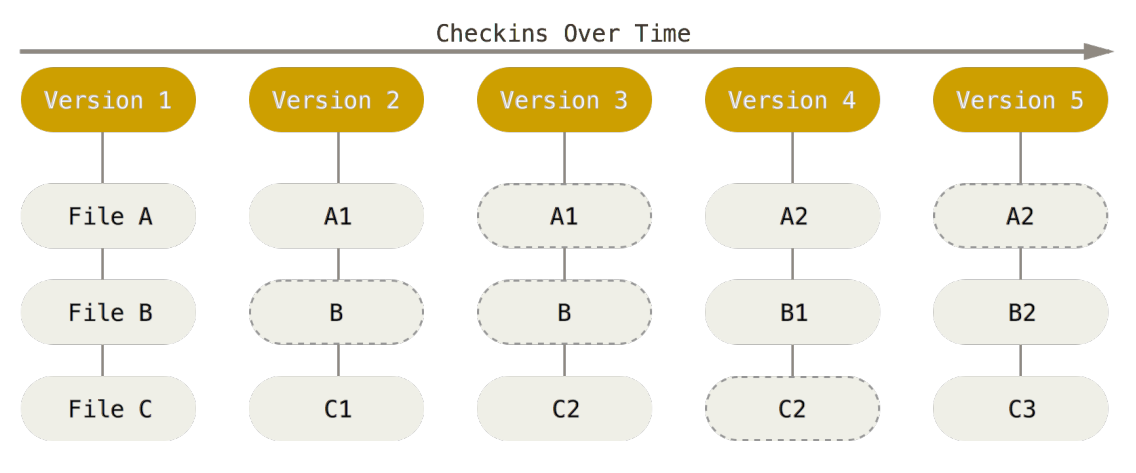 Checkins Over Time
Version 1
Version 2
Version 3
Version 4
Version 5
File A
A1
A1
A2
A2
File B
B
B
B1
B2
File C
C1
C2
C2
C3